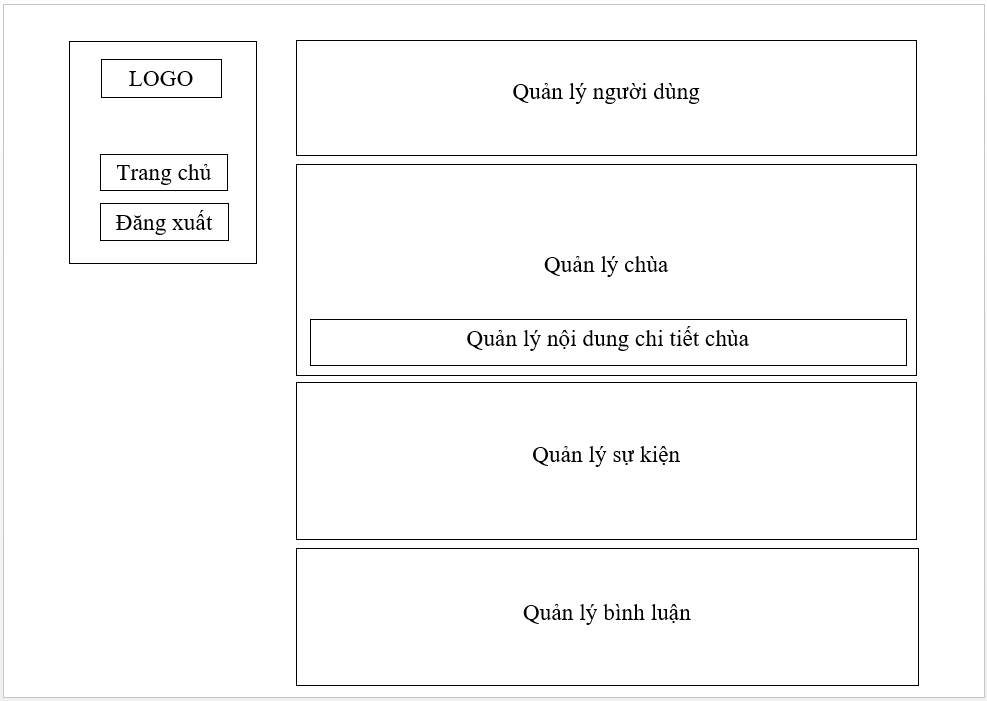 LOGO
Trang chủ
Đăng xuất
Quản lý người dùng
Quản lý chùa
Quản lý nội dung chi tiết chùa
Quản lý sự kiện
Quản lý bình luận